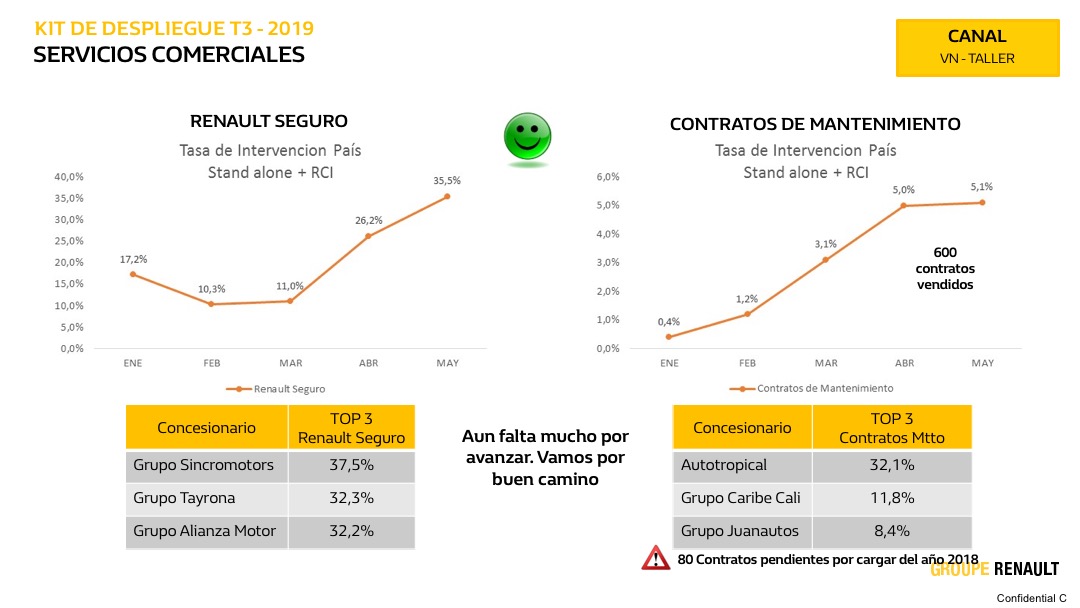 KIT DE DESPLIEGUE T3 - 2019
SERVICIOS COMERCIALES
CANAL
VN - TALLER
RENAULT SEGURO
Tasa de Intervencion País
Stand alone + RCI
40,0%
35,0%
30,0%
25,0%
20,0%
15,0%
10,0%
5,0%
0,0%
17,2%
10,3%
11,0%
26,2%
35,5%
ENE
FEB
MAR
ABR
MAY
Renault Seguro
CONTRATOS DE MANTENIMIENTO
Tasa de Intervencion País
Stand alone + RCI
6,0%
5,0%
4,0%
3,0%
2,0%
1,0%
0,0%
0,4%
1,2%
3,1%
5,0%
5,1%
600
contratos
vendidos
ENE
FEB
MAR
ABR
MAY
Contratos de Mantenimiento
Concesionario
TOP 3
Renault Seguro
Grupo Sincromotors
37,5%
Grupo Tayrona
32,3%
Grupo Alianza Motor
32,2%
Aun falta mucho por
avanzar. Vamos por
buen camino
Concesionario
TOP 3
Contratos Mtto
Autotropical
32,1%
Grupo Caribe Cali
11,8%
Grupo Juanautos
8,4%
80 Contratos pendientes por cargar del año 2018
GROUPE RENAULT
Confidential C